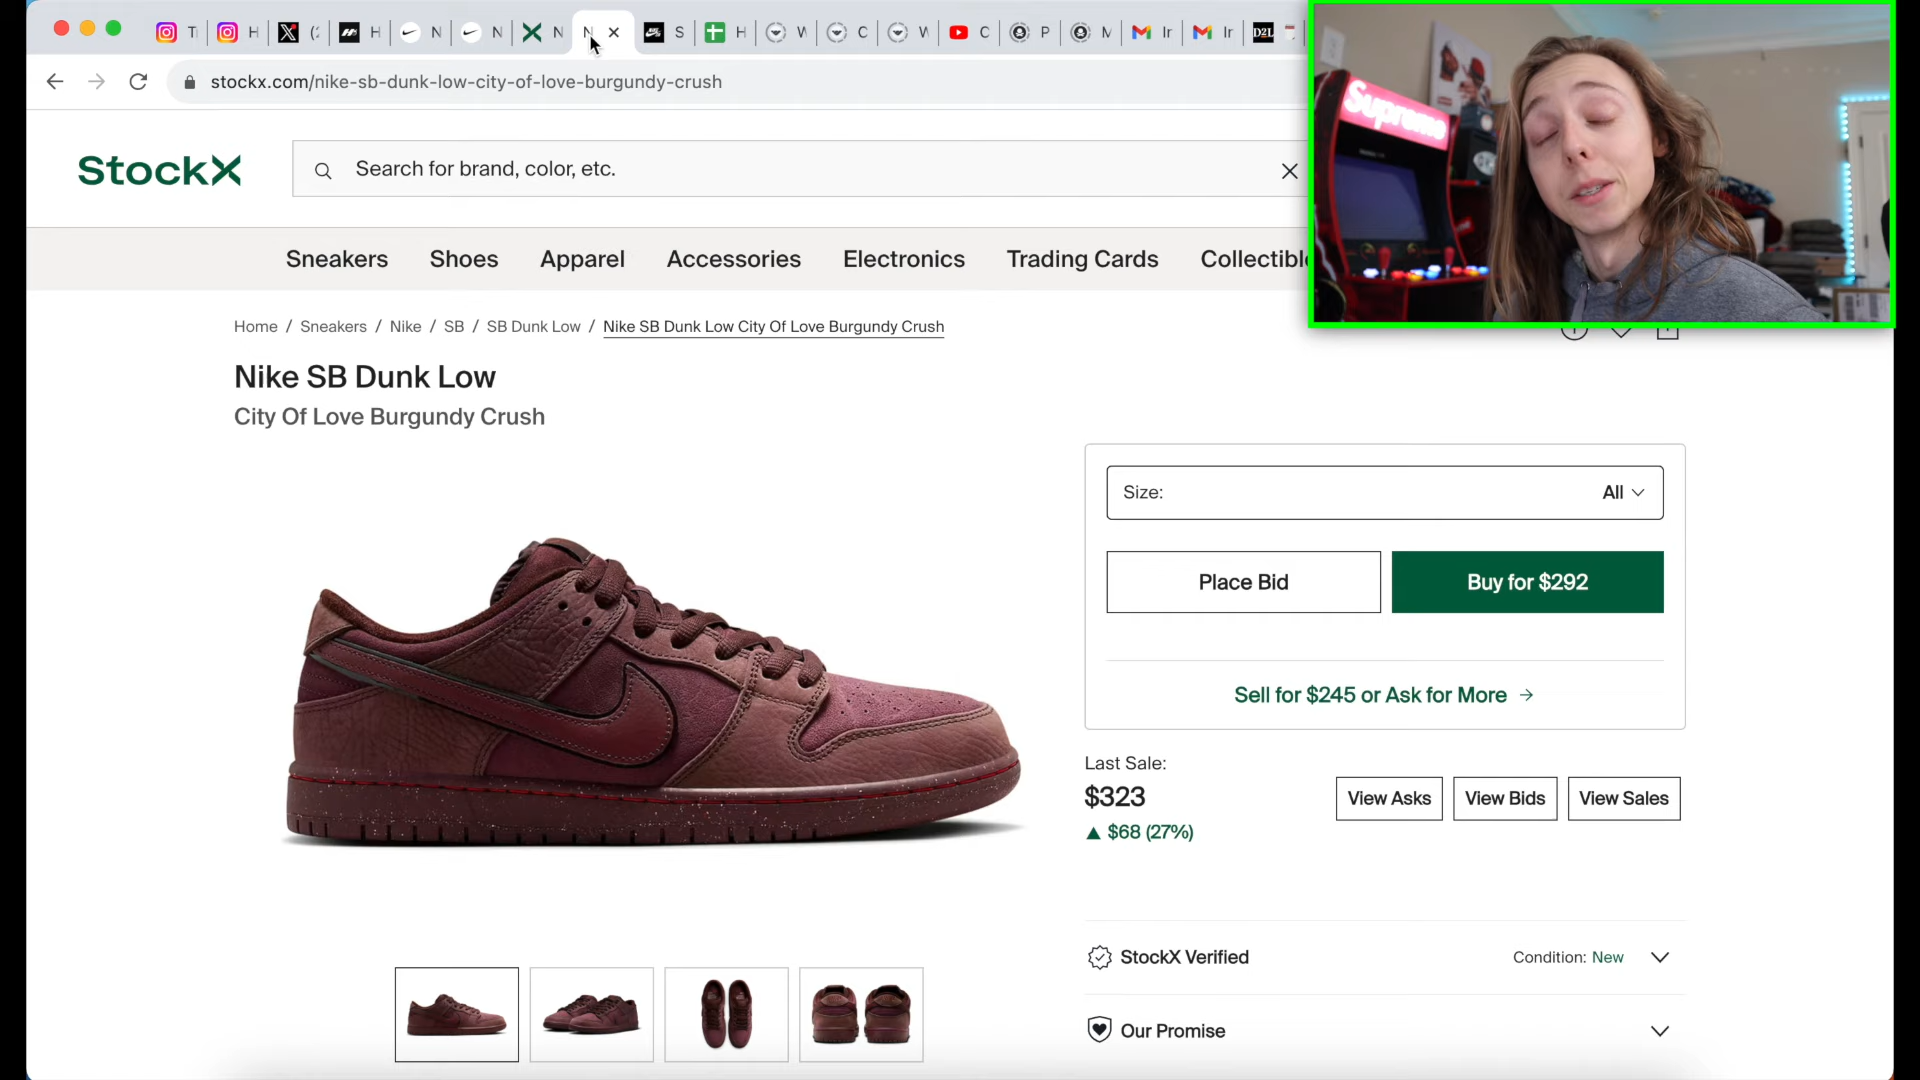 T
H
(2
H
N
N
N
N
S
H
W
C
W
C
P
M
Ir
Ir
D2L
stockx.com/nike-sb-dunk-low-city-of-love-burgundy-crush
Supreme
StockX
Search for brand, color, etc.
Sneakers
Shoes
Apparel
Accessories
Electronics
Trading Cards
Home / Sneakers / Nike / SB / SB Dunk Low / Nike SB Dunk Low City Of Love Burgundy Crush
Nike SB Dunk Low
City Of Love Burgundy Crush
Size:
All
Place Bid
Buy for $292
Sell for $245 or Ask for More →
Last Sale:
$323
▲ $68 (27%)
View Asks
View Bids
View Sales
StockX Verified
Condition: New
Our Promise